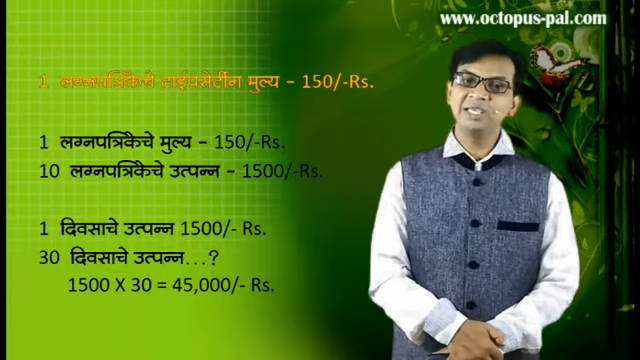 www.octopus-pal.com
1 लग्नपत्रिकेचे टाईपसेटींग मुल्य – 150/-Rs.
1 लग्नपत्रिकेचे मुल्य – 150/-Rs.
10 लग्नपत्रिकेचे उत्पन्न – 1500/-Rs.
1 दिवसाचे उत्पन्न 1500/- Rs.
30 दिवसाचे उत्पन्न...?
1500 X 30 = 45,000/- Rs.